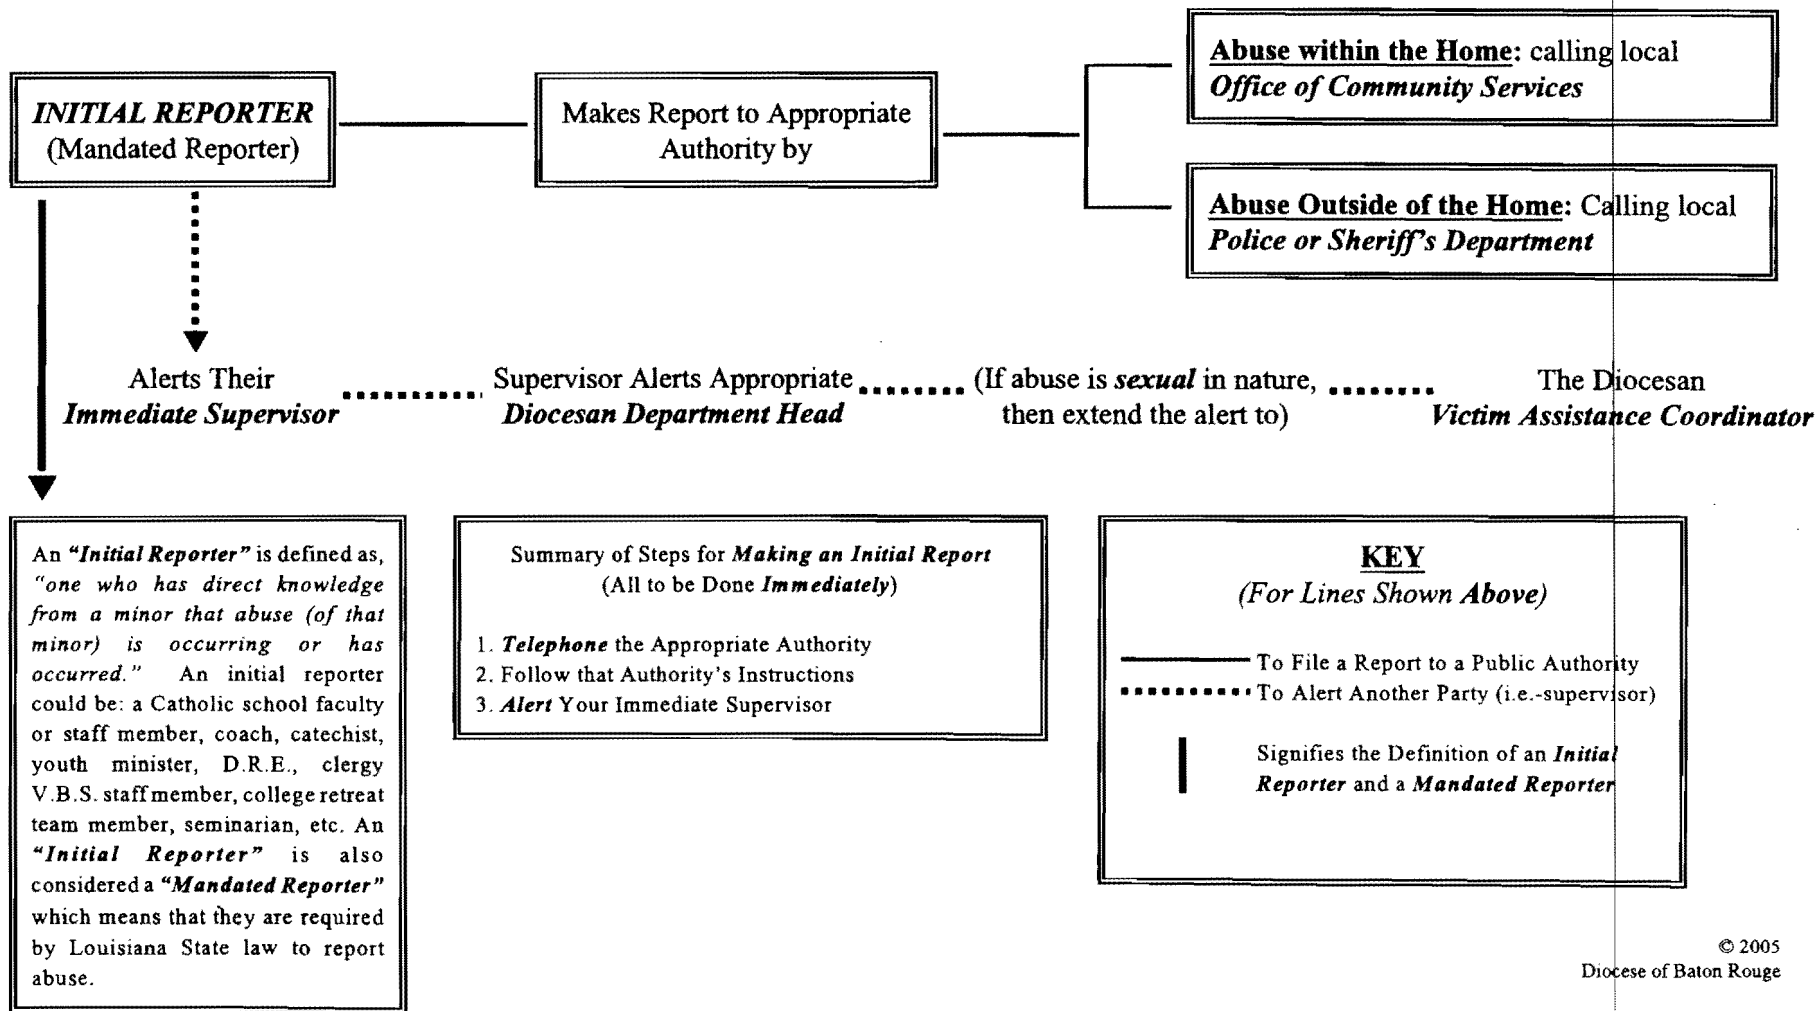 INITIAL REPORTER
(Mandated Reporter)
Makes Report to Appropriate
Authority by
Abuse within the Home: calling local
Office of Community Services
Abuse Outside of the Home: Calling local
Police or Sheriff's Department
Alerts Their
Immediate Supervisor
Supervisor Alerts Appropriate
Diocesan Department Head
(If abuse is sexual in nature,
then extend the alert to)
The Diocesan
Victim Assistance Coordinator
An "Initial Reporter" is defined as,
"one who has direct knowledge
from a minor that abuse (of that
minor) is occurring or has
occurred." An initial reporter
could be: a Catholic school faculty
or staff member, coach, catechist,
youth minister, D.R.E., clergy
V.B.S. staff member, college retreat
team member, seminarian, etc. An
"Initial Reporter" is also
considered a "Mandated Reporter"
which means that they are required
by Louisiana State law to report
abuse.
Summary of Steps for Making an Initial Report
(All to be Done Immediately)
1. Telephone the Appropriate Authority
2. Follow that Authority's Instructions
3. Alert Your Immediate Supervisor
KEY
(For Lines Shown Above)
To File a Report to a Public Authority
To Alert Another Party (i.e.-supervisor)
Signifies the Definition of an Initial
Reporter and a Mandated Reporter
© 2005
Diocese of Baton Rouge